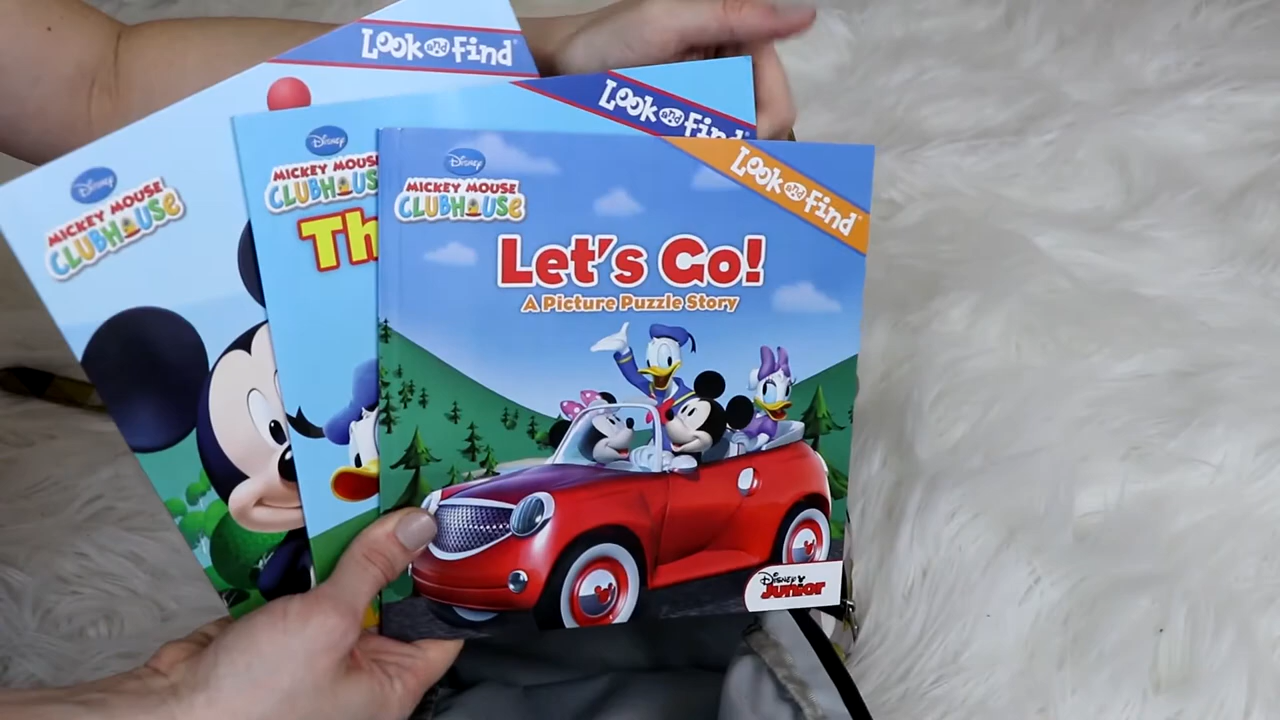 Look and Find
Disney
MICKEY MOUSE
CLUBHOUSE
Look and Find
Disney
MICKEY MOUSE
CLUBHOUSE
Th
Look and Find
Disney
MICKEY MOUSE
CLUBHOUSE
Let's Go!
A Picture Puzzle Story
Disney
Junior